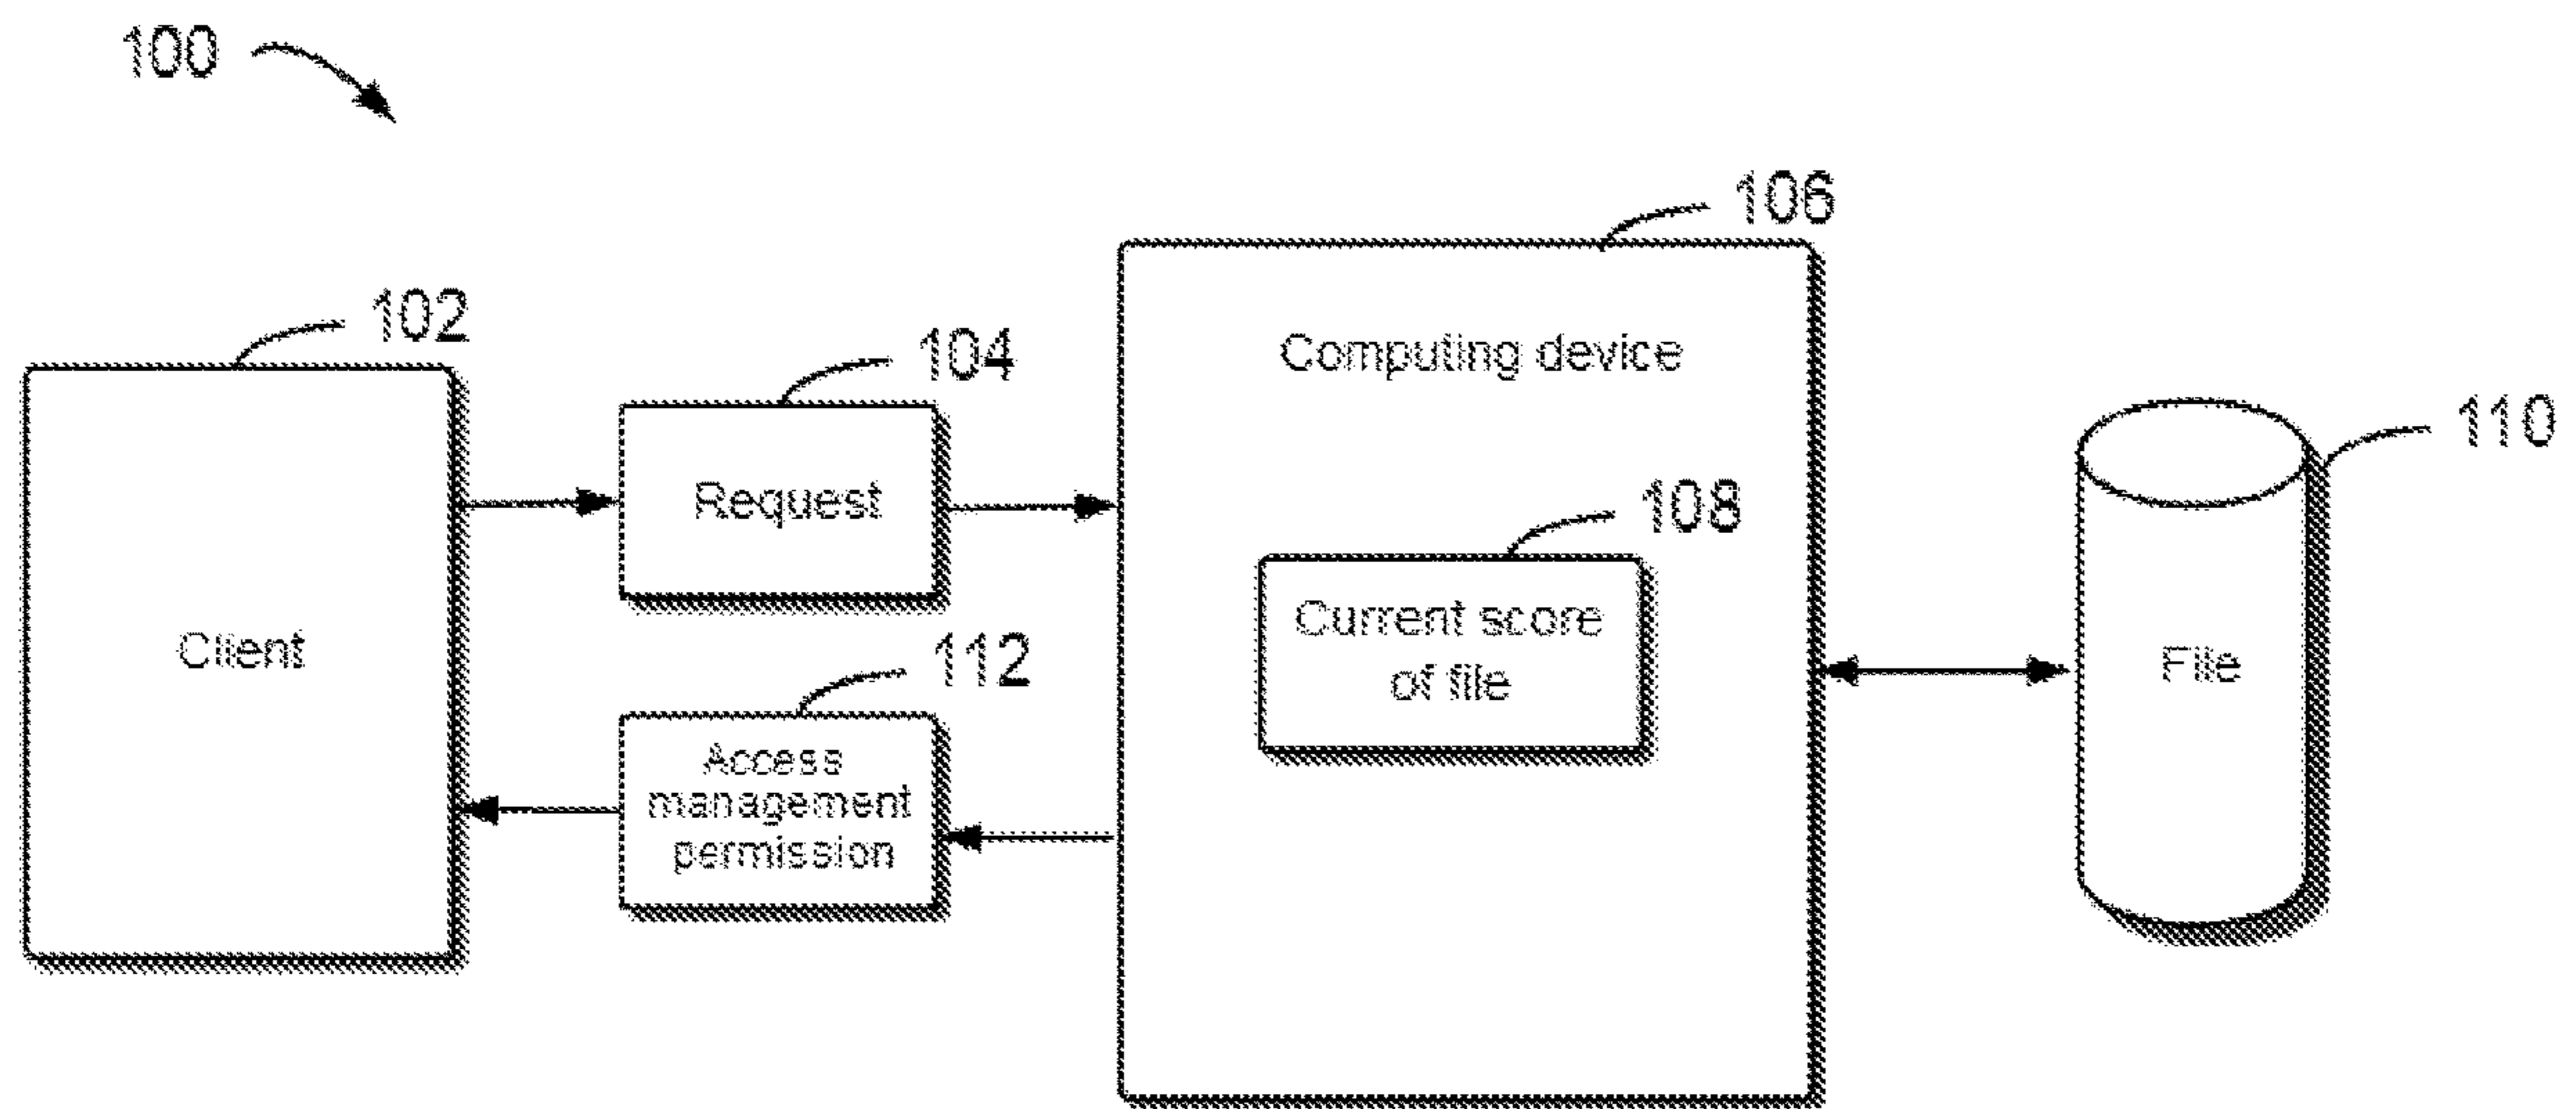 100
106
102
104
Computing device
110
108
Request
Current score
of file
Client
112
File
Access
management
permission